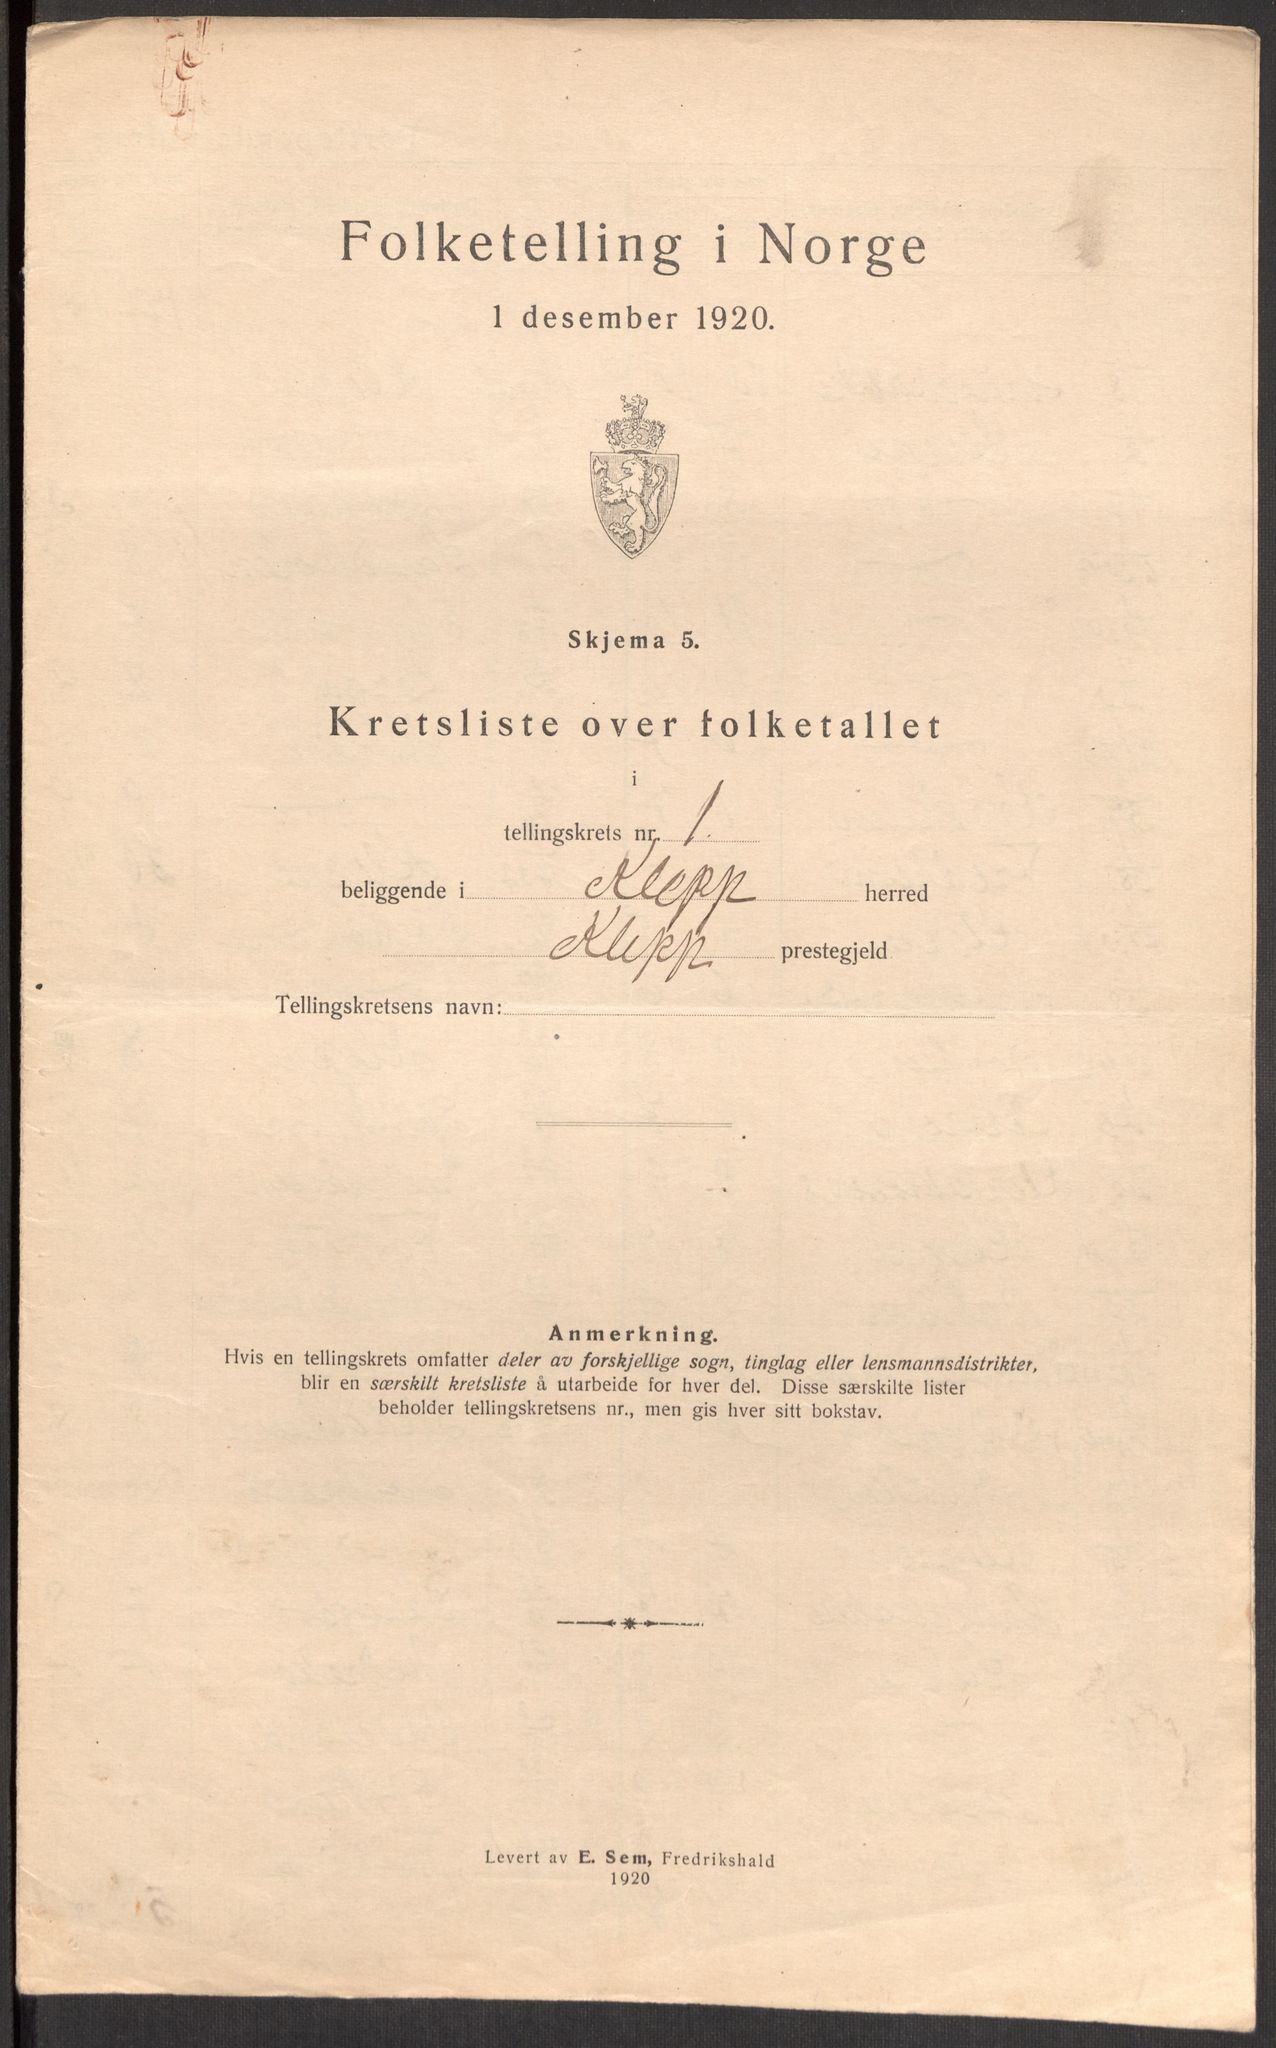 Folketelling i Norge
1 desember 1920.
Skjema 5.
Kretsliste over folketallet
i
tellingskrets nr. 1.
beliggende i Klepp herred
Klepp prestegjeld
Tellingskretsens navn:
Anmerkning.
Hvis en tellingskrets omfatter deler av forskjellige sogn, tinglag eller lensmannsdistrikter,
blir en særskilt kretsliste å utarbeide for hver del. Disse særskilte lister
beholder tellingskretsens nr., men gis hver sitt bokstav.
Levert av E. Sem, Fredrikshald
1920